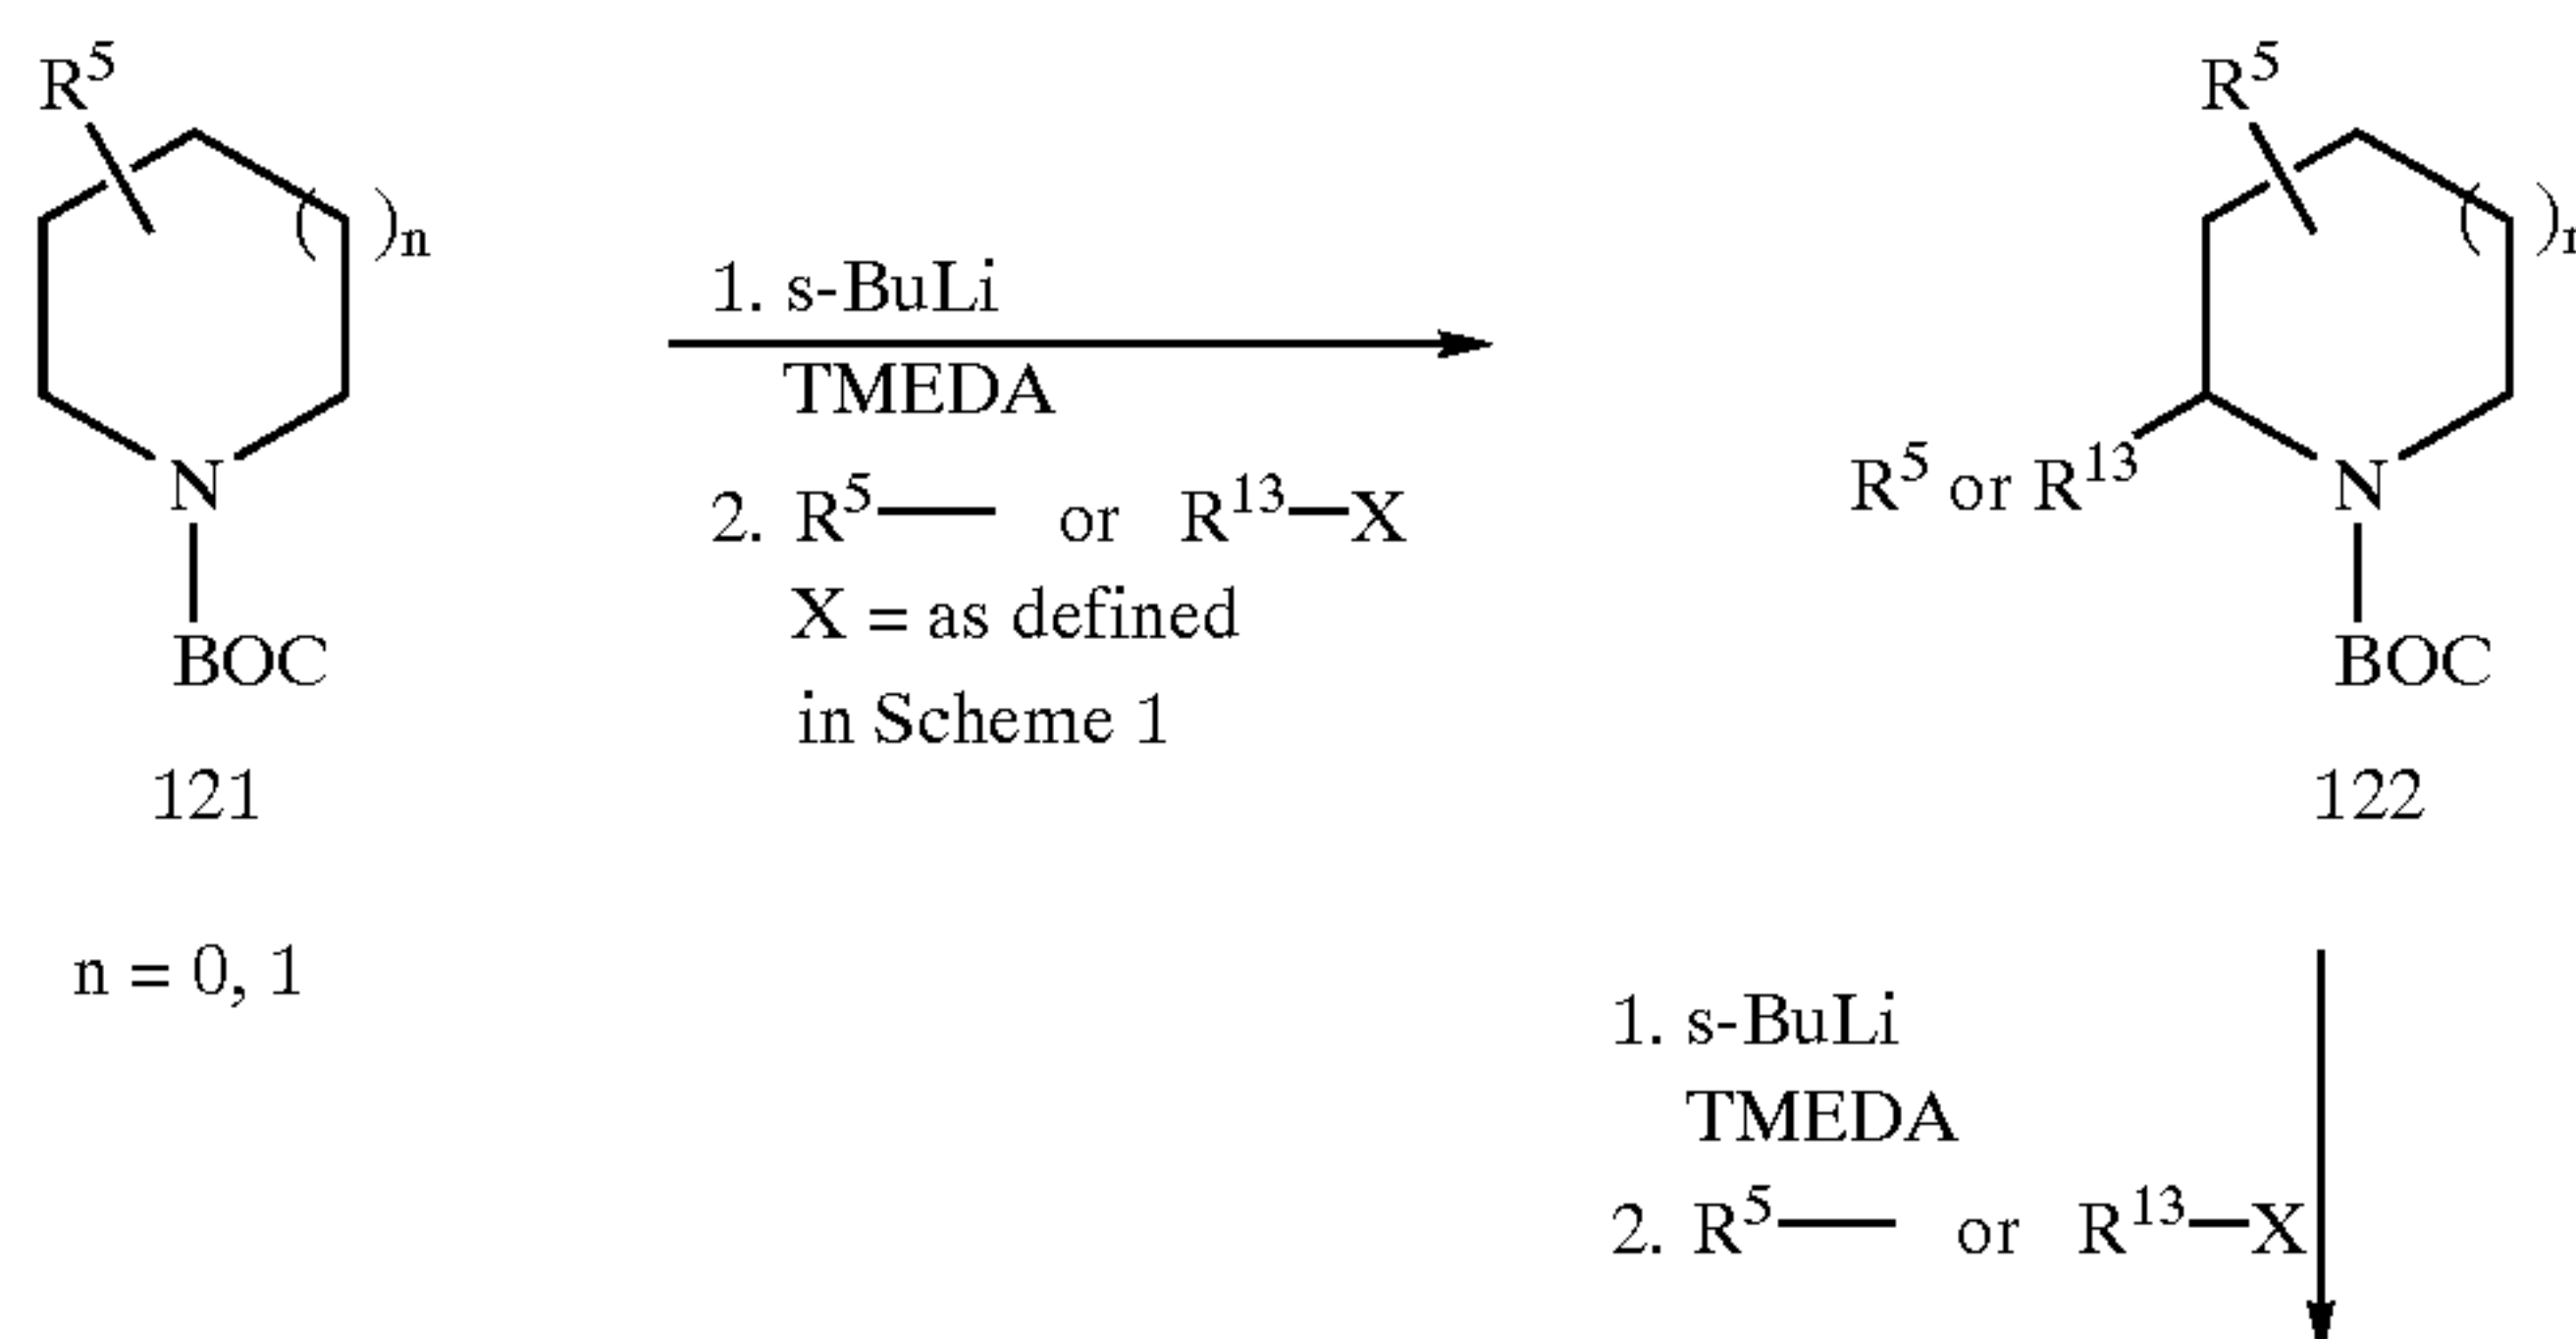 R⁵ R⁵
( )n ( )
1. s-BuLi
TMEDA
N N
2. R⁵— or R¹³—X
R⁵ or R¹³
X = as defined
in Scheme 1
BOC BOC
121 122
n = 0, 1
1. s-BuLi
TMEDA
2. R⁵— or R¹³—X